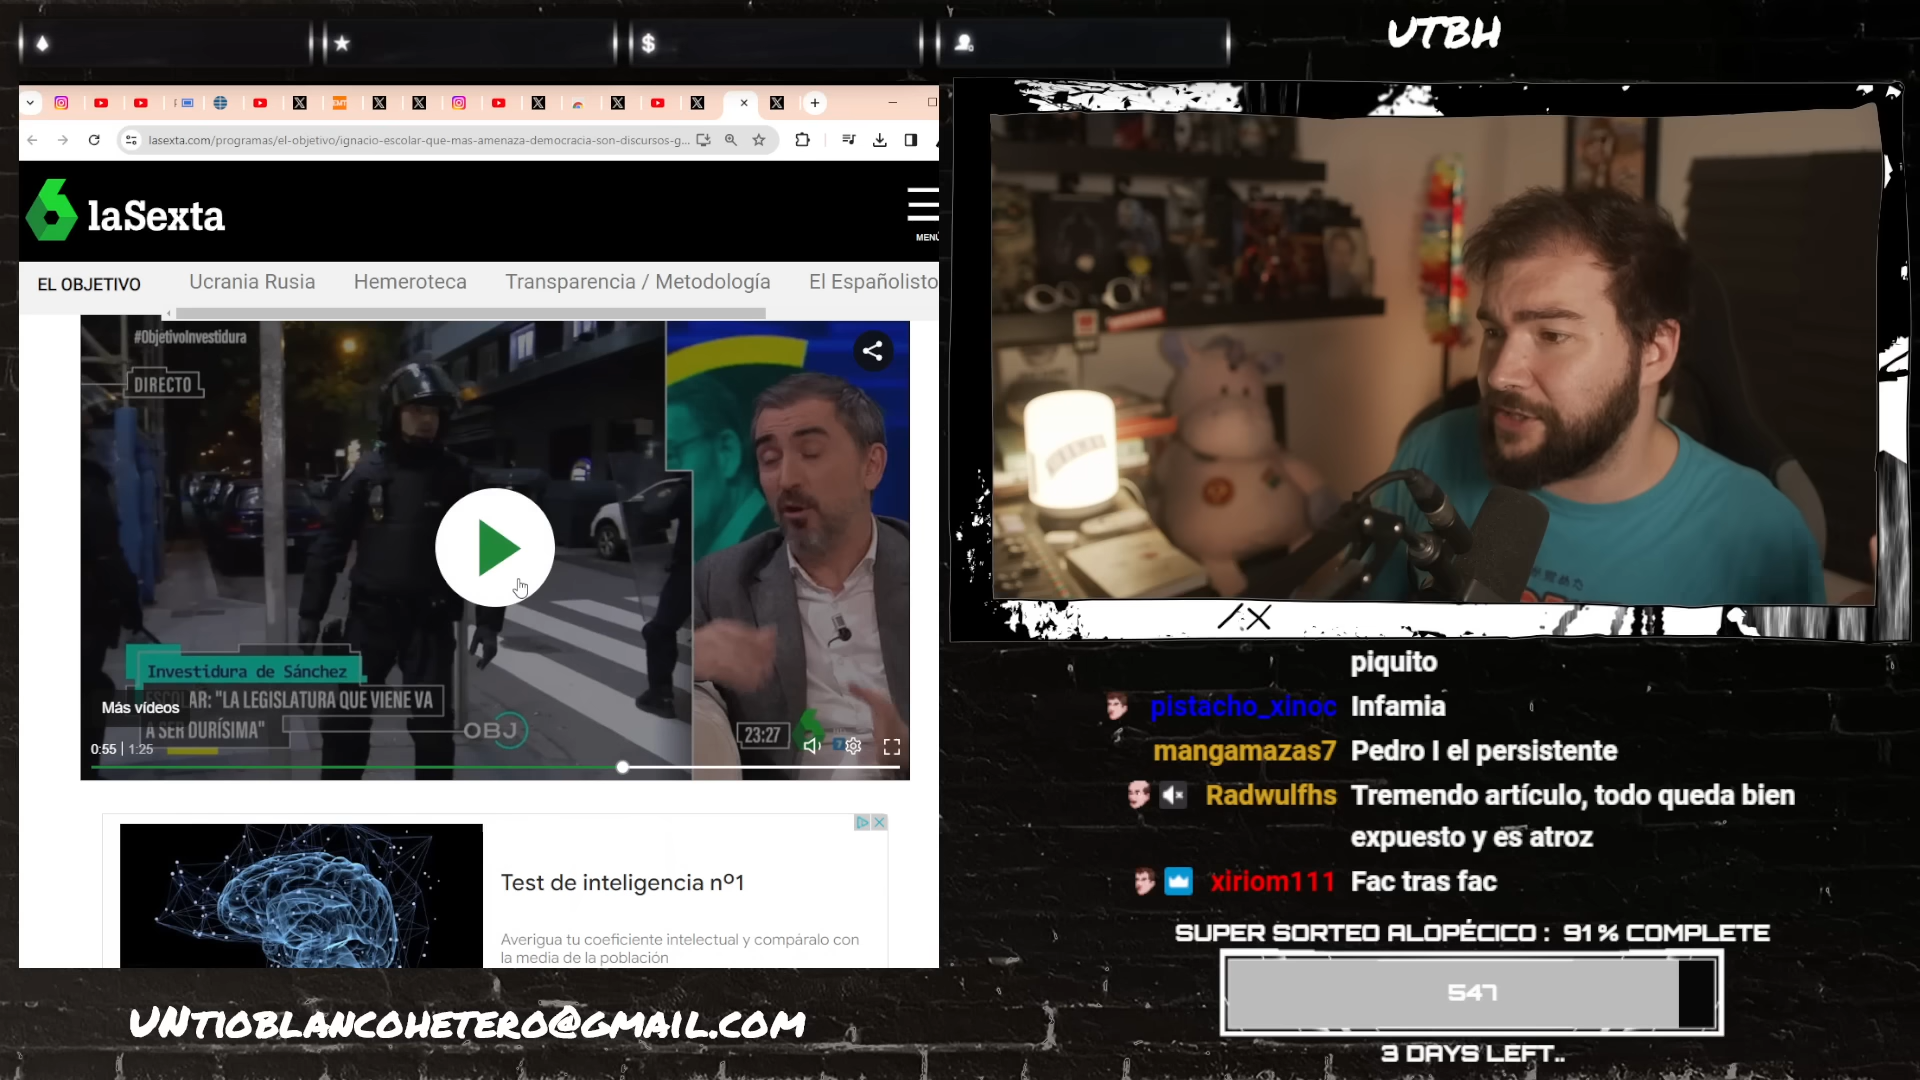 UTBH
$
lasexta.com/programas/el-objetivo/ignacio-escolar-que-mas-amenaza-democracia-son-discursos-g...
laSexta
MENÚ
EL OBJETIVO
Ucrania Rusia
Hemeroteca
Transparencia / Metodología
El Españolisto
#ObjetivoInvestidura
DIRECTO
Investidura de Sánchez
AR: "LA LEGISLATURA QUE VIENE VA
A SER DURÍSIMA"
Más vídeos
OBJ
23:27
0:55 | 1:25
Test de inteligencia nº1
Averigua tu coeficiente intelectual y compáralo con
la media de la población
piquito
pistacho_xinoc Infamia
mangamazas7 Pedro I el persistente
Radwulfhs Tremendo artículo, todo queda bien
expuesto y es atroz
xiriom111 Fac tras fac
SUPER SORTEO ALOPÉCICO : 91% COMPLETE
547
3 DAYS LEFT..
UNTIOBLANCOHETERO@GMAIL.COM